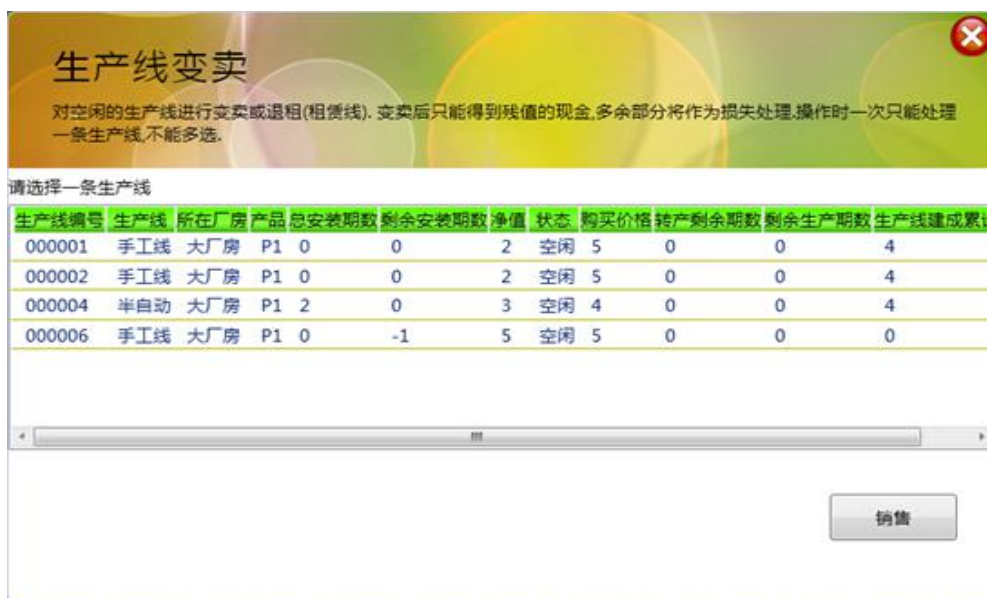 生产线变卖
对空闲的生产线进行变卖或退租(租赁线). 变卖后只能得到残值的现金,多余部分将作为损失处理.操作时一次只能处理
一条生产线,不能多选.
请选择一条生产线
生产线编号 生产线 所在厂房 产品 总安装期数 剩余安装期数 净值 状态 购买价格 转产剩余期数 剩余生产期数 生产线建成累
000001 手工线 大厂房 P1 0 0 2 空闲 5 0 0 4
000002 手工线 大厂房 P1 0 0 2 空闲 5 0 0 4
000004 半自动 大厂房 P1 2 0 3 空闲 4 0 0 4
000006 手工线 大厂房 P1 0 -1 5 空闲 5 0 0 0
销售